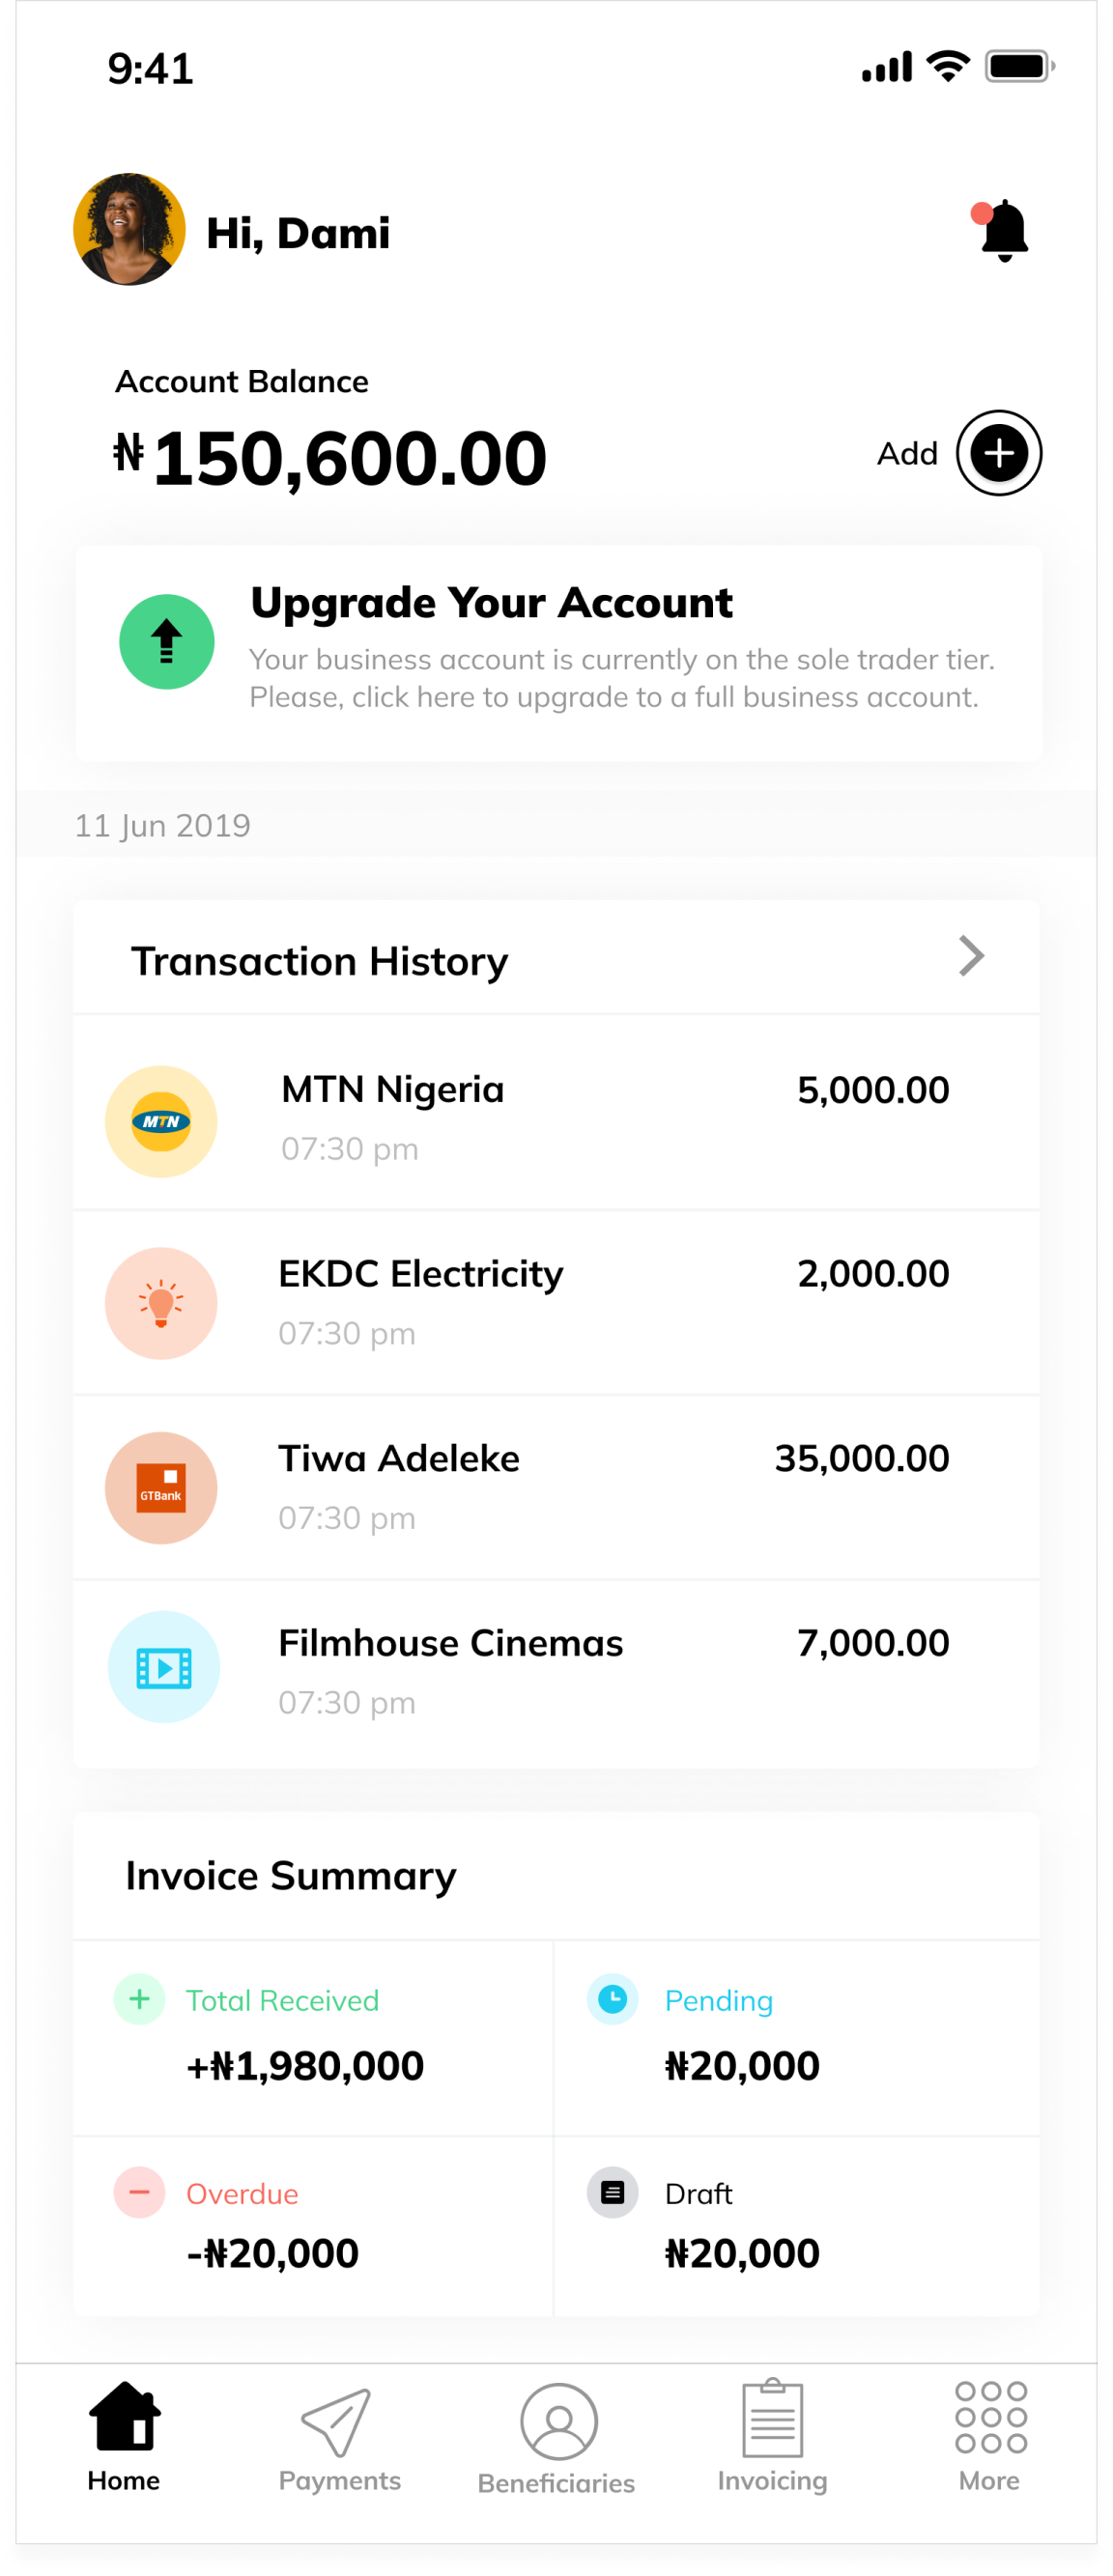 9:41
Hi, Dami
Account Balance
₦150,600.00
Add
Upgrade Your Account
Your business account is currently on the sole trader tier.
Please, click here to upgrade to a full business account.
11 Jun 2019
Transaction History
MTN
MTN Nigeria
5,000.00
07:30 pm
EKDC Electricity
2,000.00
07:30 pm
GTBank
Tiwa Adeleke
35,000.00
07:30 pm
Filmhouse Cinemas
7,000.00
07:30 pm
Invoice Summary
Total Received
+₦1,980,000
Pending
₦20,000
Overdue
-₦20,000
Draft
₦20,000
Home
Payments
Beneficiaries
Invoicing
More